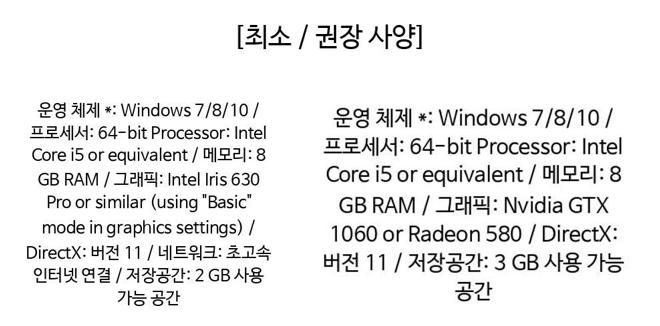 [최소 / 권장 사양]
운영 체제 *: Windows 7/8/10 /
프로세서: 64-bit Processor: Intel
Core i5 or equivalent / 메모리: 8
GB RAM / 그래픽: Intel Iris 630
Pro or similar (using "Basic"
mode in graphics settings) /
DirectX: 버전 11 / 네트워크: 초고속
인터넷 연결 / 저장공간: 2 GB 사용
가능 공간
운영 체제 *: Windows 7/8/10 /
프로세서: 64-bit Processor: Intel
Core i5 or equivalent / 메모리: 8
GB RAM / 그래픽: Nvidia GTX
1060 or Radeon 580 / DirectX:
버전 11 / 저장공간: 3 GB 사용 가능
공간